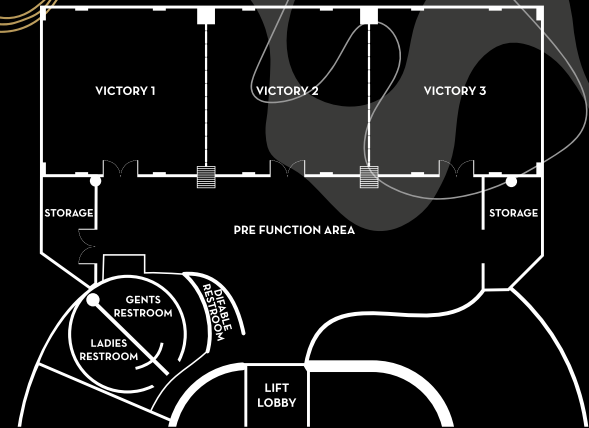 VICTORY 1
VICTORY 2
VICTORY 3
STORAGE
STORAGE
PRE FUNCTION AREA
GENTS
RESTROOM
DIFABLE
RESTROOM
LADIES
RESTROOM
LIFT
LOBBY